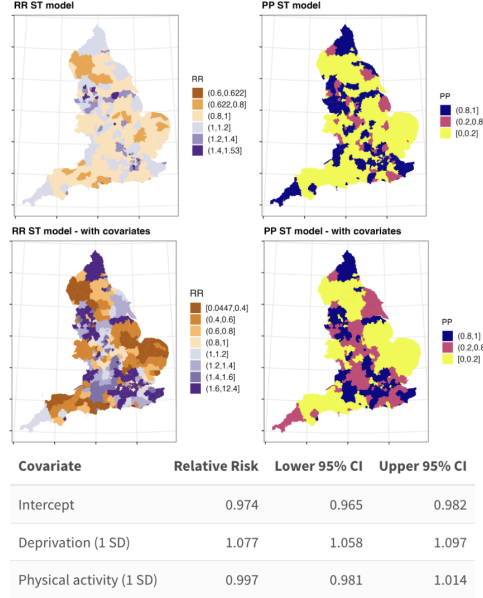 RR ST model
PP ST model
RR
(0.6,0.622]
(0.622,0.8]
(0.8,1]
(1,1.2]
(1.2,1.4]
(1.4,1.53]
PP
(0.8,1]
(0.2,0.8
[0,0.2]
RR ST model - with covariates
PP ST model - with covariates
RR
[0.0447,0.4]
(0.4,0.6]
(0.6,0.8]
(0.8,1]
(1,1.2]
(1.2,1.4]
(1.4,1.6]
(1.6,12.4]
PP
(0.8,1]
(0.2,0.8
[0,0.2]
Covariate Relative Risk Lower 95% CI Upper 95% CI
Intercept 0.974 0.965 0.982
Deprivation (1 SD) 1.077 1.058 1.097
Physical activity (1 SD) 0.997 0.981 1.014